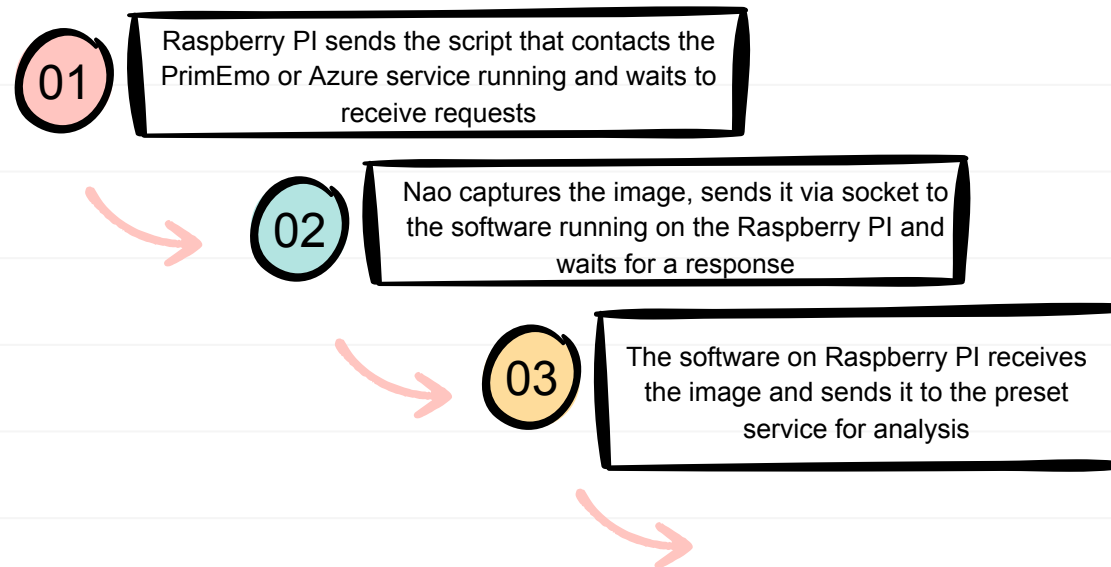 01
Raspberry PI sends the script that contacts the
PrimEmo or Azure service running and waits to
receive requests
02
Nao captures the image, sends it via socket to
the software running on the Raspberry PI and
waits for a response
03
The software on Raspberry PI receives
the image and sends it to the preset
service for analysis